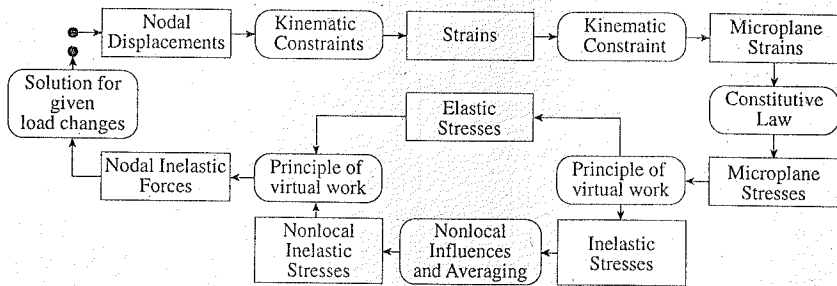 Nodal
Displacements
Kinematic
Constraints
Strains
Kinematic
Constraint
Microplane
Strains
Solution for
given
load changes
Elastic
Stresses
Constitutive
Law
Nodal Inelastic
Forces
Principle of
virtual work
Principle of
virtual work
Microplane
Stresses
Nonlocal
Inelastic
Stresses
Nonlocal
Influences
and Averaging
Inelastic
Stresses